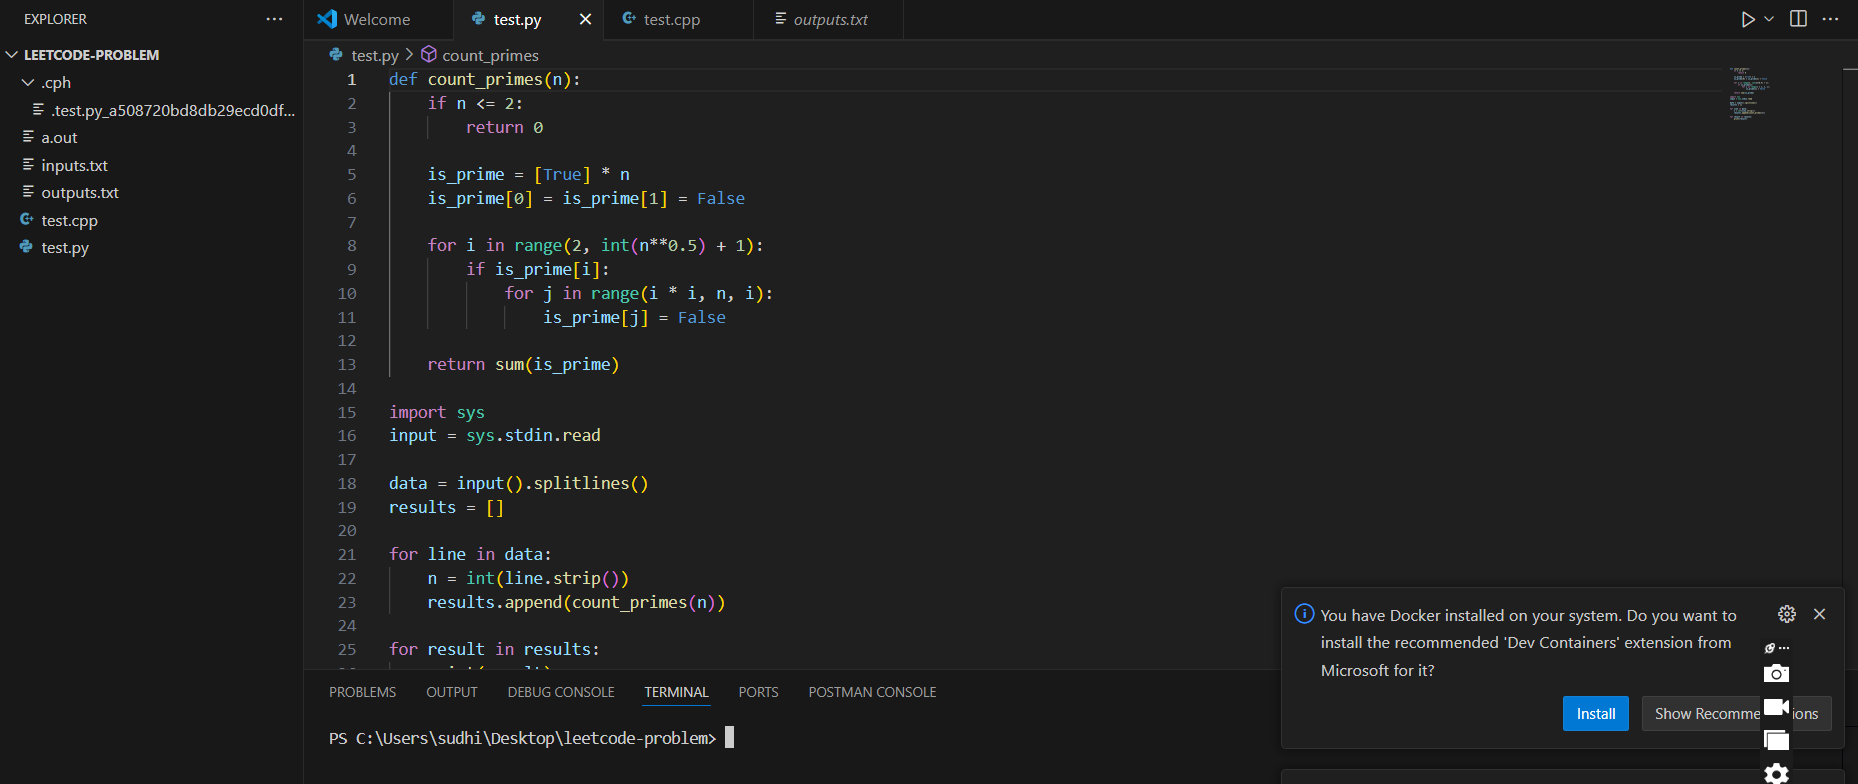 EXPLORER
LEETCODE-PROBLEM
.cph
.test.py_a508720bd8db29ecd0df...
a.out
inputs.txt
outputs.txt
test.cpp
test.py
Welcome
test.py
test.cpp
outputs.txt
test.py > count_primes
1 def count_primes(n):
2     if n <= 2:
3         return 0
4
5     is_prime = [True] * n
6     is_prime[0] = is_prime[1] = False
7
8     for i in range(2, int(n**0.5) + 1):
9         if is_prime[i]:
10             for j in range(i * i, n, i):
11                 is_prime[j] = False
12
13     return sum(is_prime)
14
15 import sys
16 input = sys.stdin.read
17
18 data = input().splitlines()
19 results = []
20
21 for line in data:
22     n = int(line.strip())
23     results.append(count_primes(n))
24
25 for result in results:
PROBLEMS OUTPUT DEBUG CONSOLE TERMINAL PORTS POSTMAN CONSOLE
PS C:\Users\sudhi\Desktop\leetcode-problem>
You have Docker installed on your system. Do you want to
install the recommended 'Dev Containers' extension from
Microsoft for it?
Install
Show Recomme ions